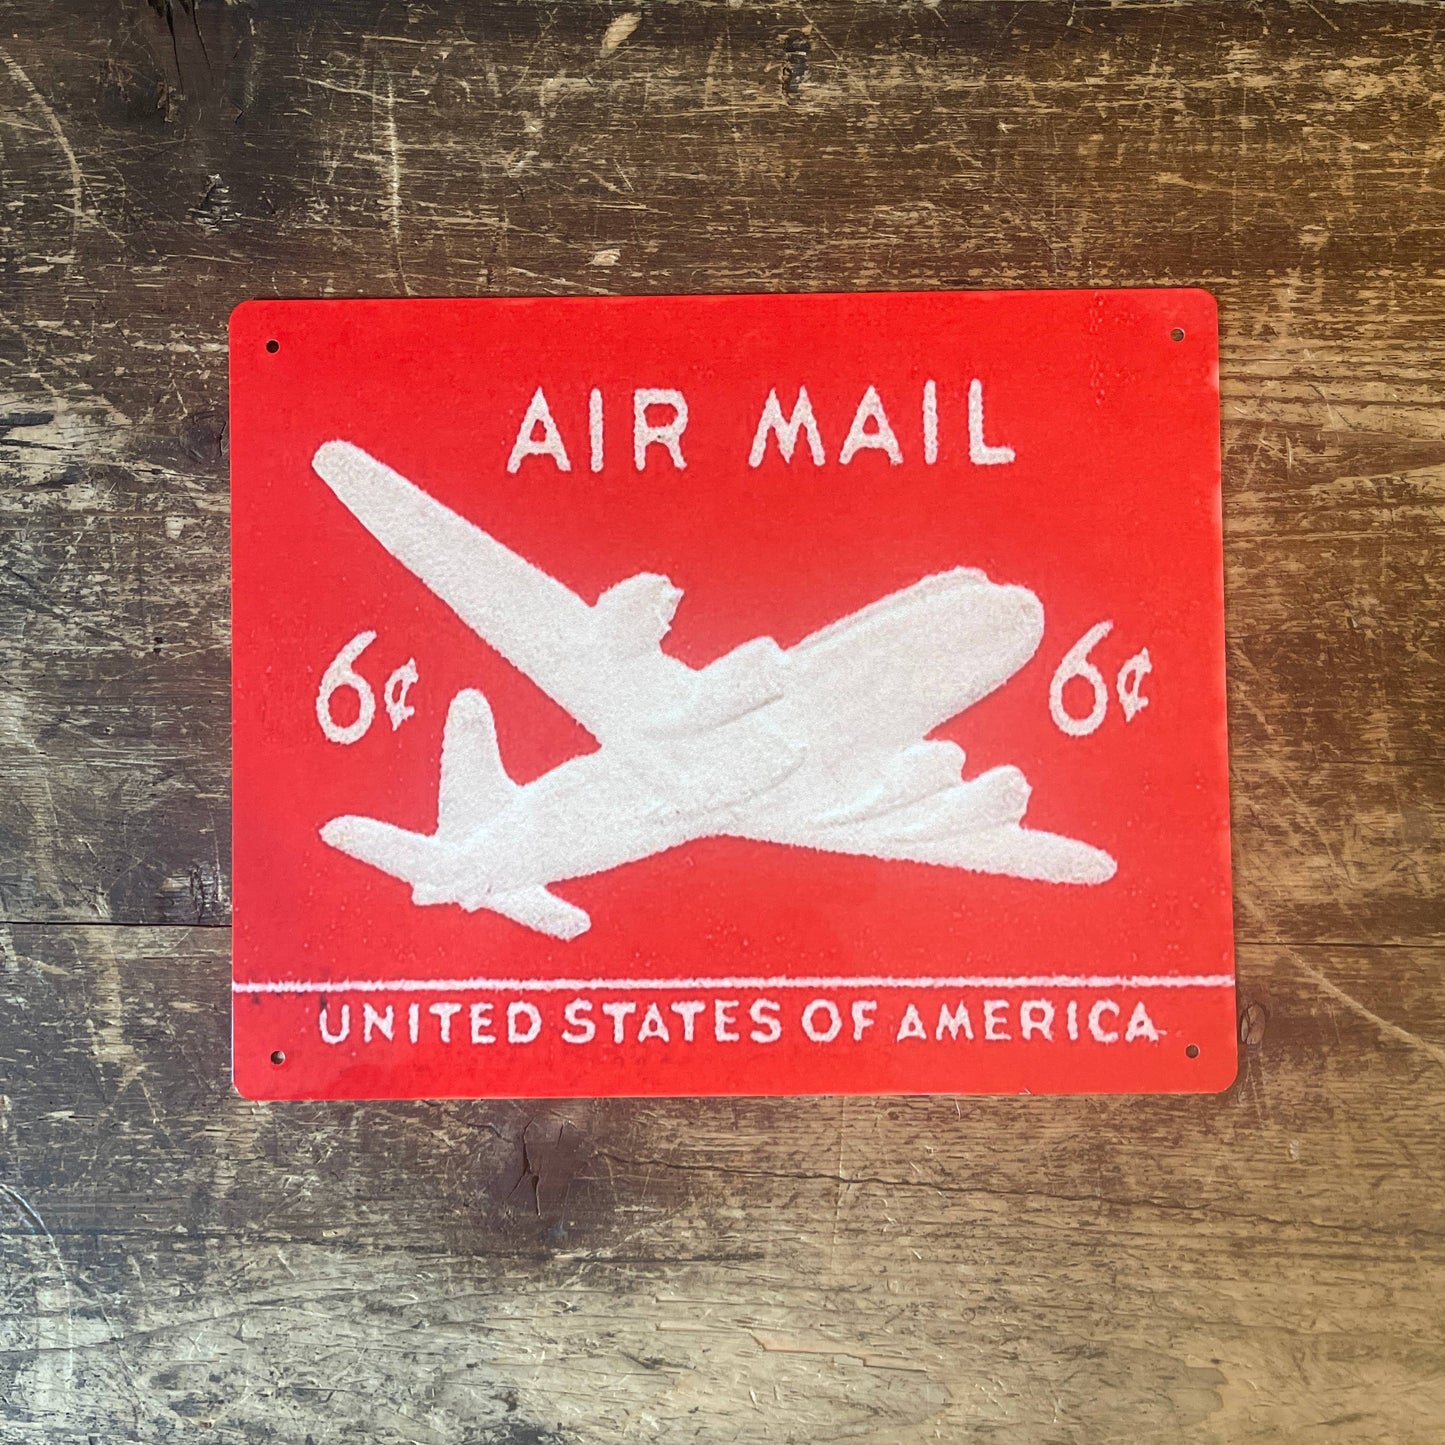 AIR MAIL
6¢ 6¢
UNITED STATES OF AMERICA